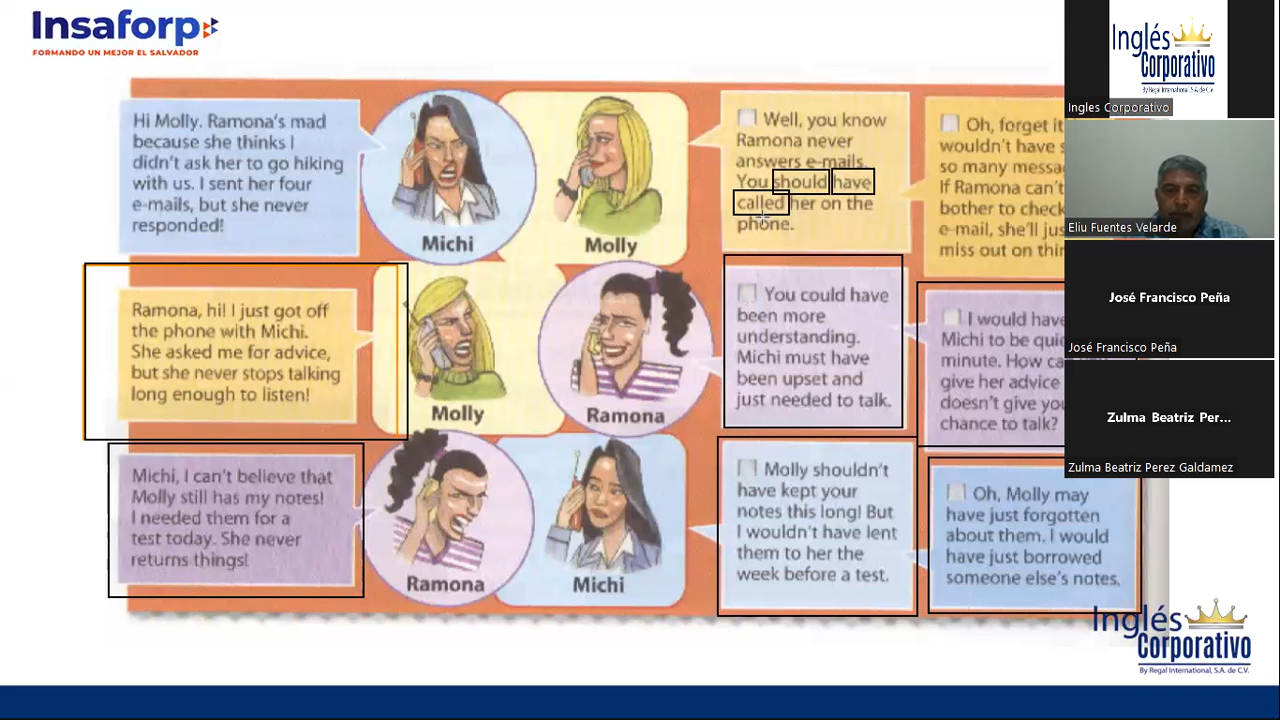 Insaforp
FORMANDO UN MEJOR EL SALVADOR
Hi Molly. Ramona's mad
because she thinks I
didn't ask her to go hiking
with us. I sent her four
e-mails, but she never
responded!
Michi
Molly
Well, you know
Ramona never
answers e-mails.
You should have
called her on the
phone.
Oh, forget it
wouldn't have s
so many messa
If Ramona can't
bother to check
e-mail, she'll jus
miss out on thin
Ramona, hi! I just got off
the phone with Michi.
She asked me for advice,
but she never stops talking
long enough to listen!
Molly
Ramona
You could have
been more
understanding.
Michi must have
been upset and
just needed to talk.
I would have
Michi to be quie
minute. How ca
give her advice
doesn't give you
chance to talk?
Michi, I can't believe that
Molly still has my notes!
I needed them for a
test today. She never
returns things!
Ramona
Michi
Molly shouldn't
have kept your
notes this long! But
I wouldn't have lent
them to her the
week before a test.
Oh, Molly may
have just forgotten
about them. I would
have just borrowed
someone else's notes.
Inglés
Corporativo
By Regal International, S.A. de C.V.
Ingles Corporativo
Eliu Fuentes Velarde
José Francisco Peña
José Francisco Peña
Zulma Beatriz Per...
Zulma Beatriz Perez Galdamez
Inglés
Corporativo
By Regal International, S.A. de C.V.